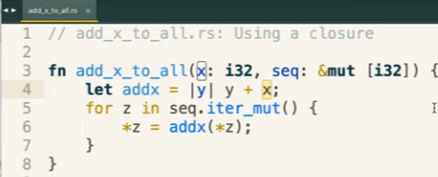 add_x_to_all.rs ×
1 // add_x_to_all.rs: Using a closure
2
3 fn add_x_to_all(x: i32, seq: &mut [i32]) {
4     let addx = |y| y + x;
5     for z in seq.iter_mut() {
6         *z = addx(*z);
7     }
8 }